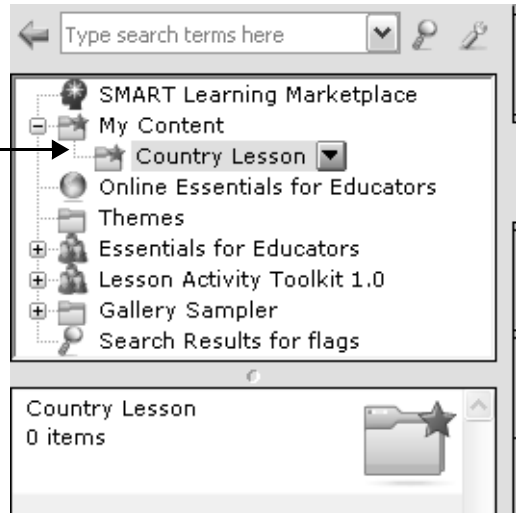 Type search terms here
SMART Learning Marketplace
My Content
Country Lesson
Online Essentials for Educators
Themes
Essentials for Educators
Lesson Activity Toolkit 1.0
Gallery Sampler
Search Results for flags
Country Lesson
0 items